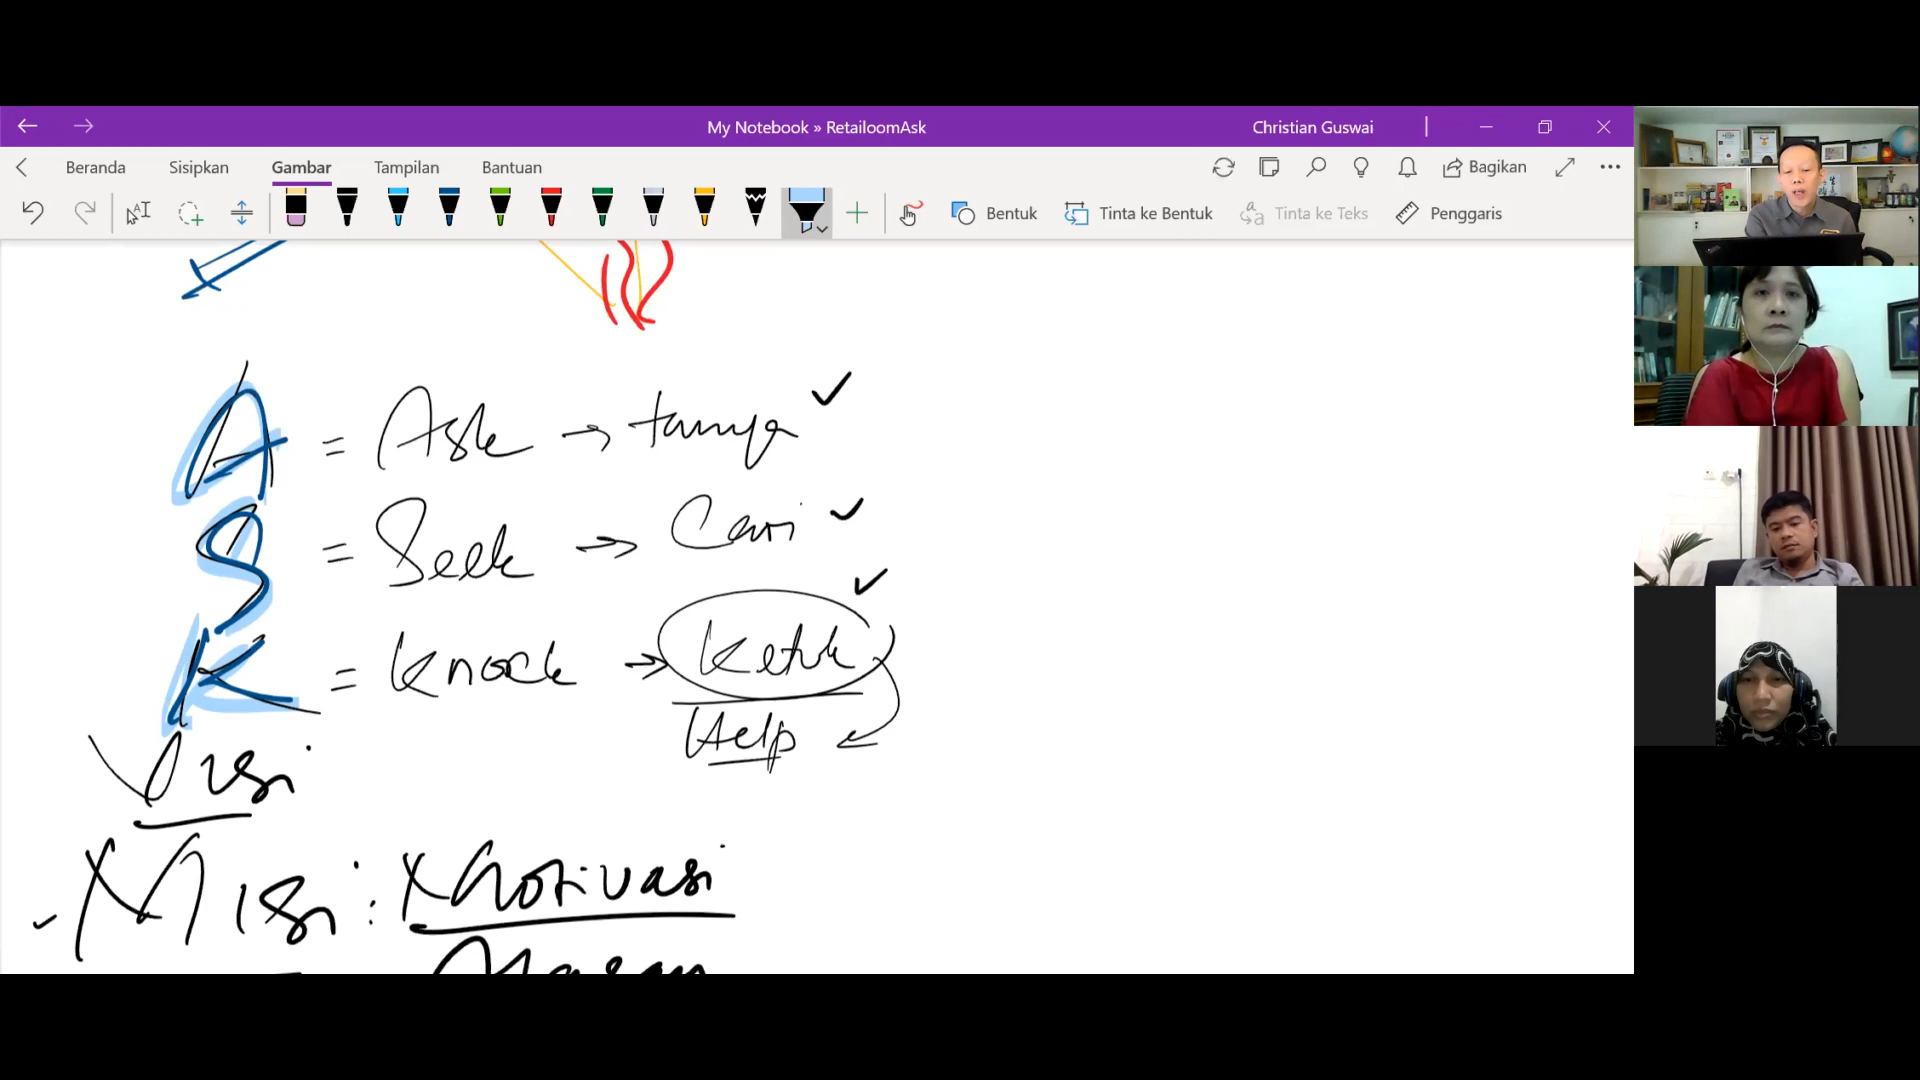 My Notebook » RetailoomAsk
Christian Guswai
Beranda Sisipkan Gambar Tampilan Bantuan Bagikan
Bentuk Tinta ke Bentuk Tinta ke Teks Penggaris
A = Ask → tanya ✓
S = Seek → Cari ✓
K = Knock → Ketuk ✓
Help
Visi
Misi : Motivasi